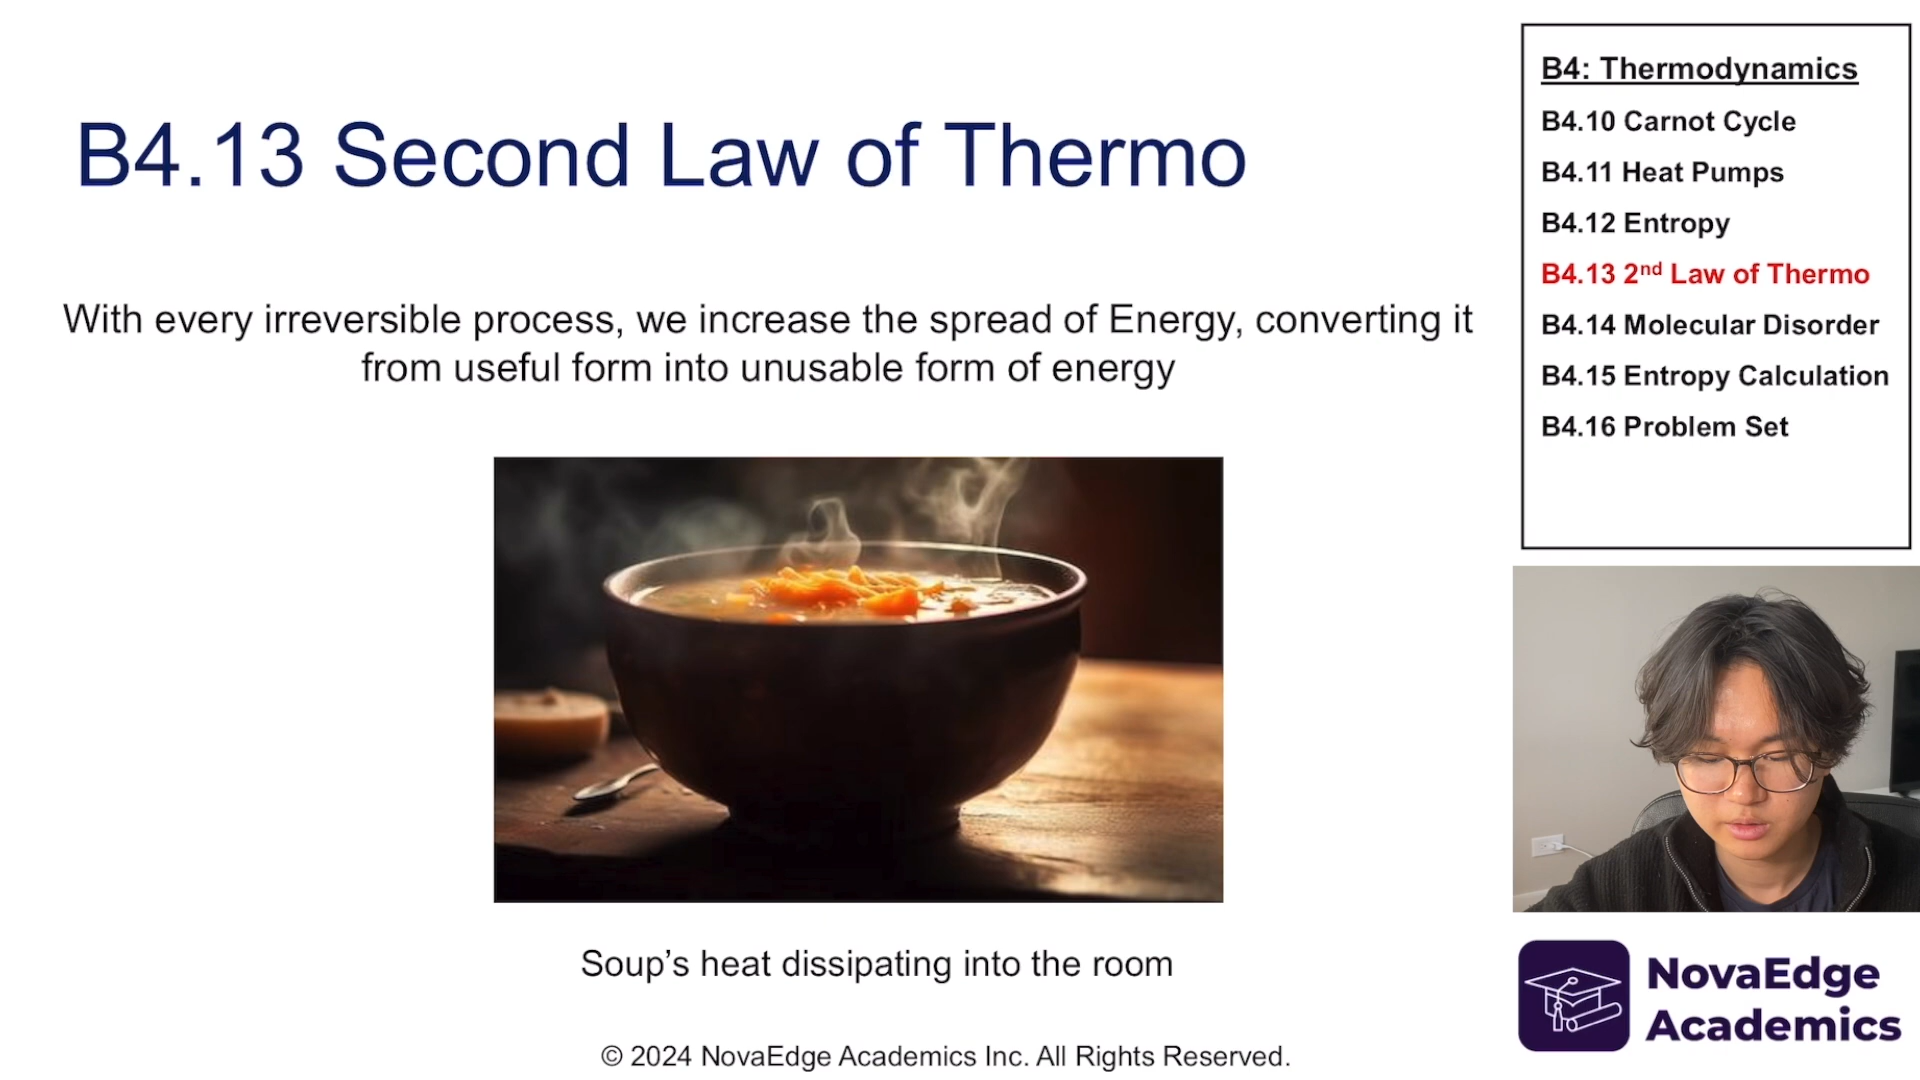 B4.13 Second Law of Thermo
With every irreversible process, we increase the spread of Energy, converting it
from useful form into unusable form of energy
Soup’s heat dissipating into the room
© 2024 NovaEdge Academics Inc. All Rights Reserved.
B4: Thermodynamics
B4.10 Carnot Cycle
B4.11 Heat Pumps
B4.12 Entropy
B4.13 2nd Law of Thermo
B4.14 Molecular Disorder
B4.15 Entropy Calculation
B4.16 Problem Set
NovaEdge
Academics